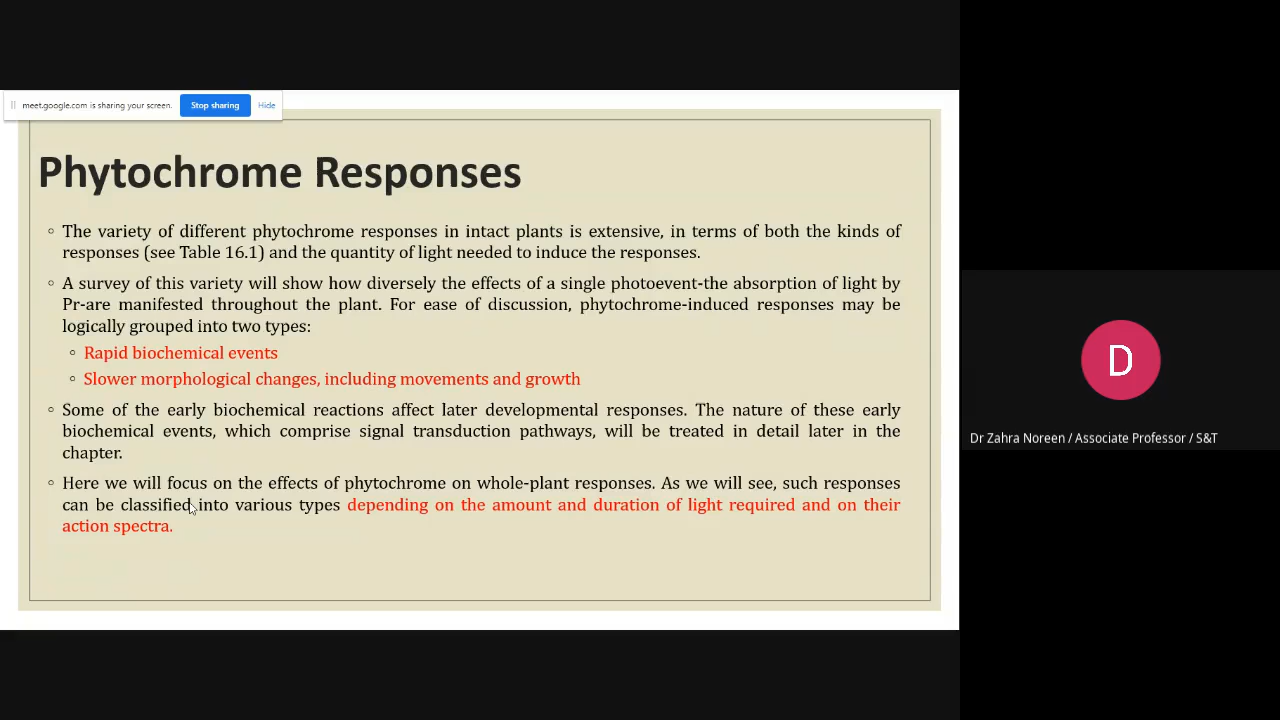 meet.google.com is sharing your screen.
Stop sharing
Hide
Phytochrome Responses
The variety of different phytochrome responses in intact plants is extensive, in terms of both the kinds of
responses (see Table 16.1) and the quantity of light needed to induce the responses.
A survey of this variety will show how diversely the effects of a single photoevent-the absorption of light by
Pr-are manifested throughout the plant. For ease of discussion, phytochrome-induced responses may be
logically grouped into two types:
Rapid biochemical events
Slower morphological changes, including movements and growth
Some of the early biochemical reactions affect later developmental responses. The nature of these early
biochemical events, which comprise signal transduction pathways, will be treated in detail later in the
chapter.
Here we will focus on the effects of phytochrome on whole-plant responses. As we will see, such responses
can be classified into various types depending on the amount and duration of light required and on their
action spectra.
D
Dr Zahra Noreen / Associate Professor / S&T